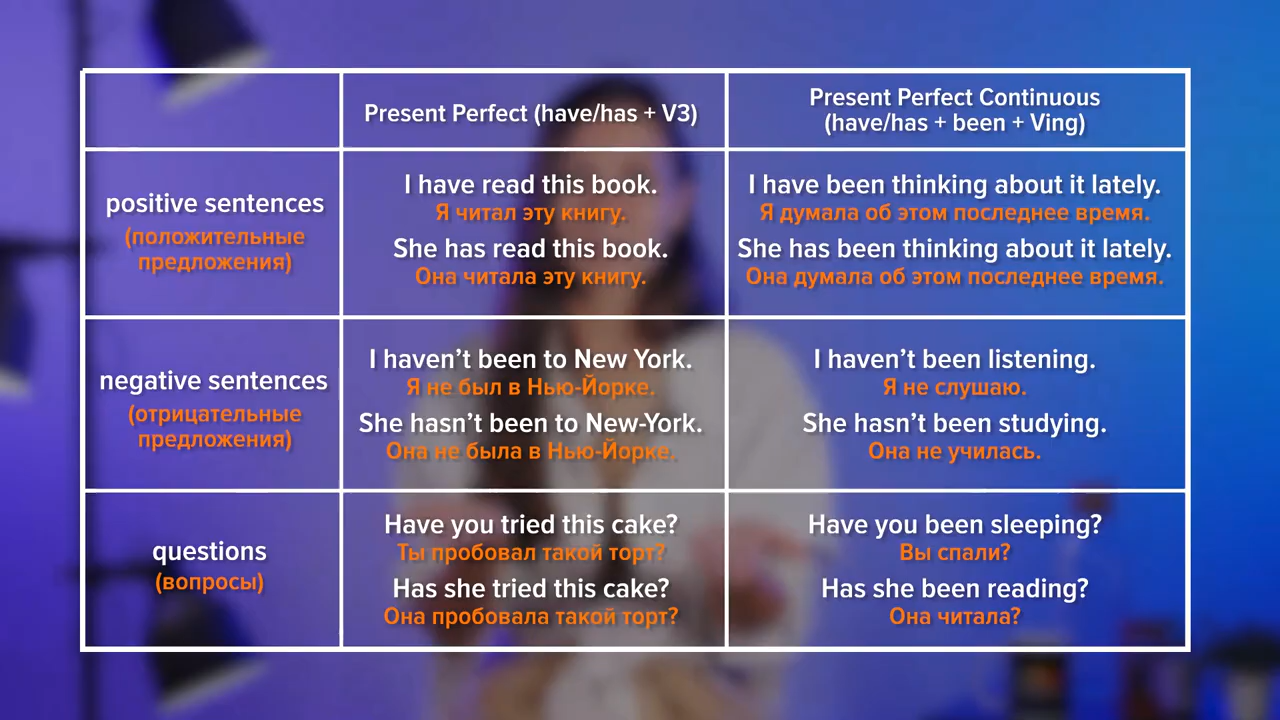 Present Perfect (have/has + V3)
Present Perfect Continuous
(have/has + been + Ving)
positive sentences
(положительные
предложения)
I have read this book.
Я читал эту книгу.
She has read this book.
Она читала эту книгу.
I have been thinking about it lately.
Я думала об этом последнее время.
She has been thinking about it lately.
Она думала об этом последнее время.
negative sentences
(отрицательные
предложения)
I haven’t been to New York.
Я не был в Нью-Йорке.
She hasn’t been to New-York.
Она не была в Нью-Йорке.
I haven’t been listening.
Я не слушаю.
She hasn’t been studying.
Она не училась.
questions
(вопросы)
Have you tried this cake?
Ты пробовал такой торт?
Has she tried this cake?
Она пробовала такой торт?
Have you been sleeping?
Вы спали?
Has she been reading?
Она читала?